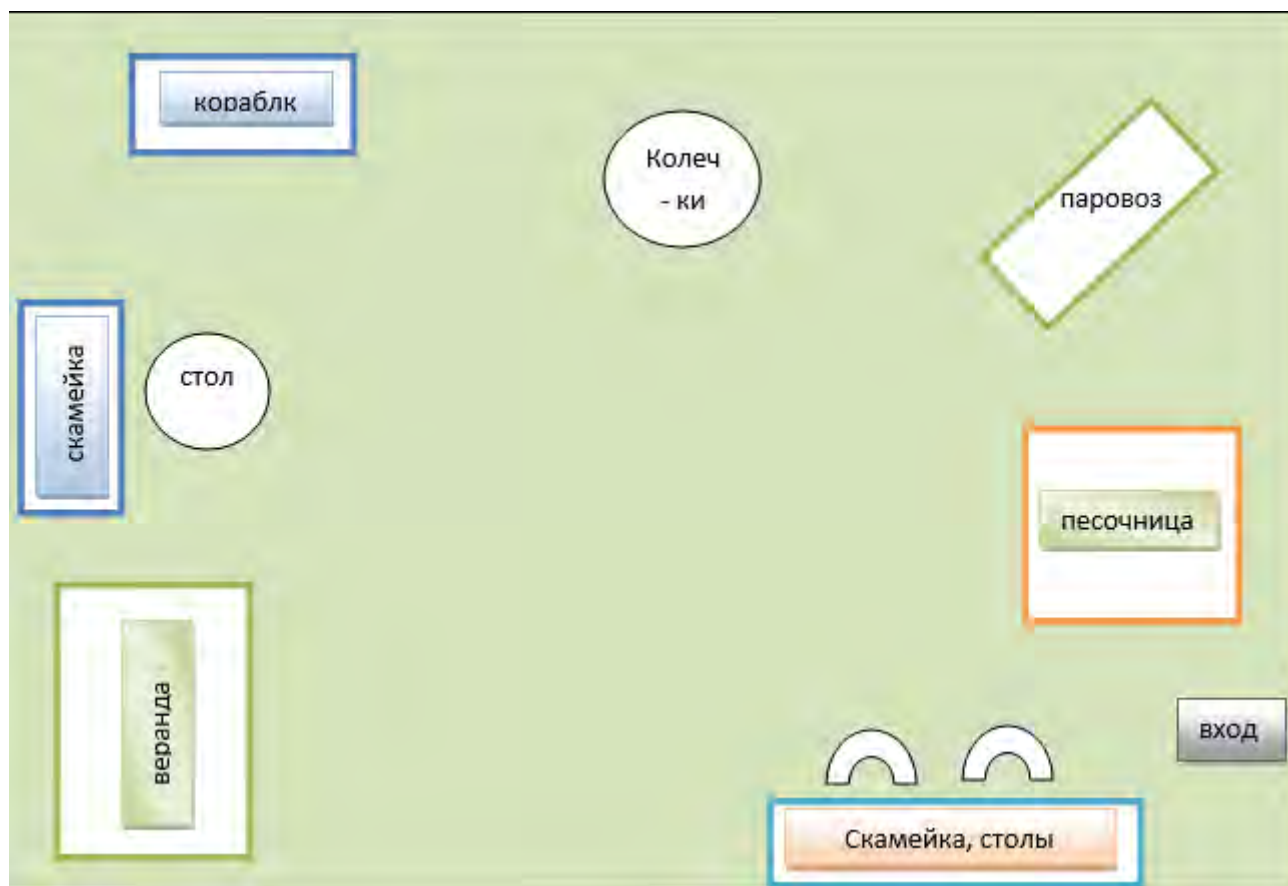 кораблк
Колеч
- ки
паровоз
скамейка
стол
песочница
веранда
вход
Скамейка, столы